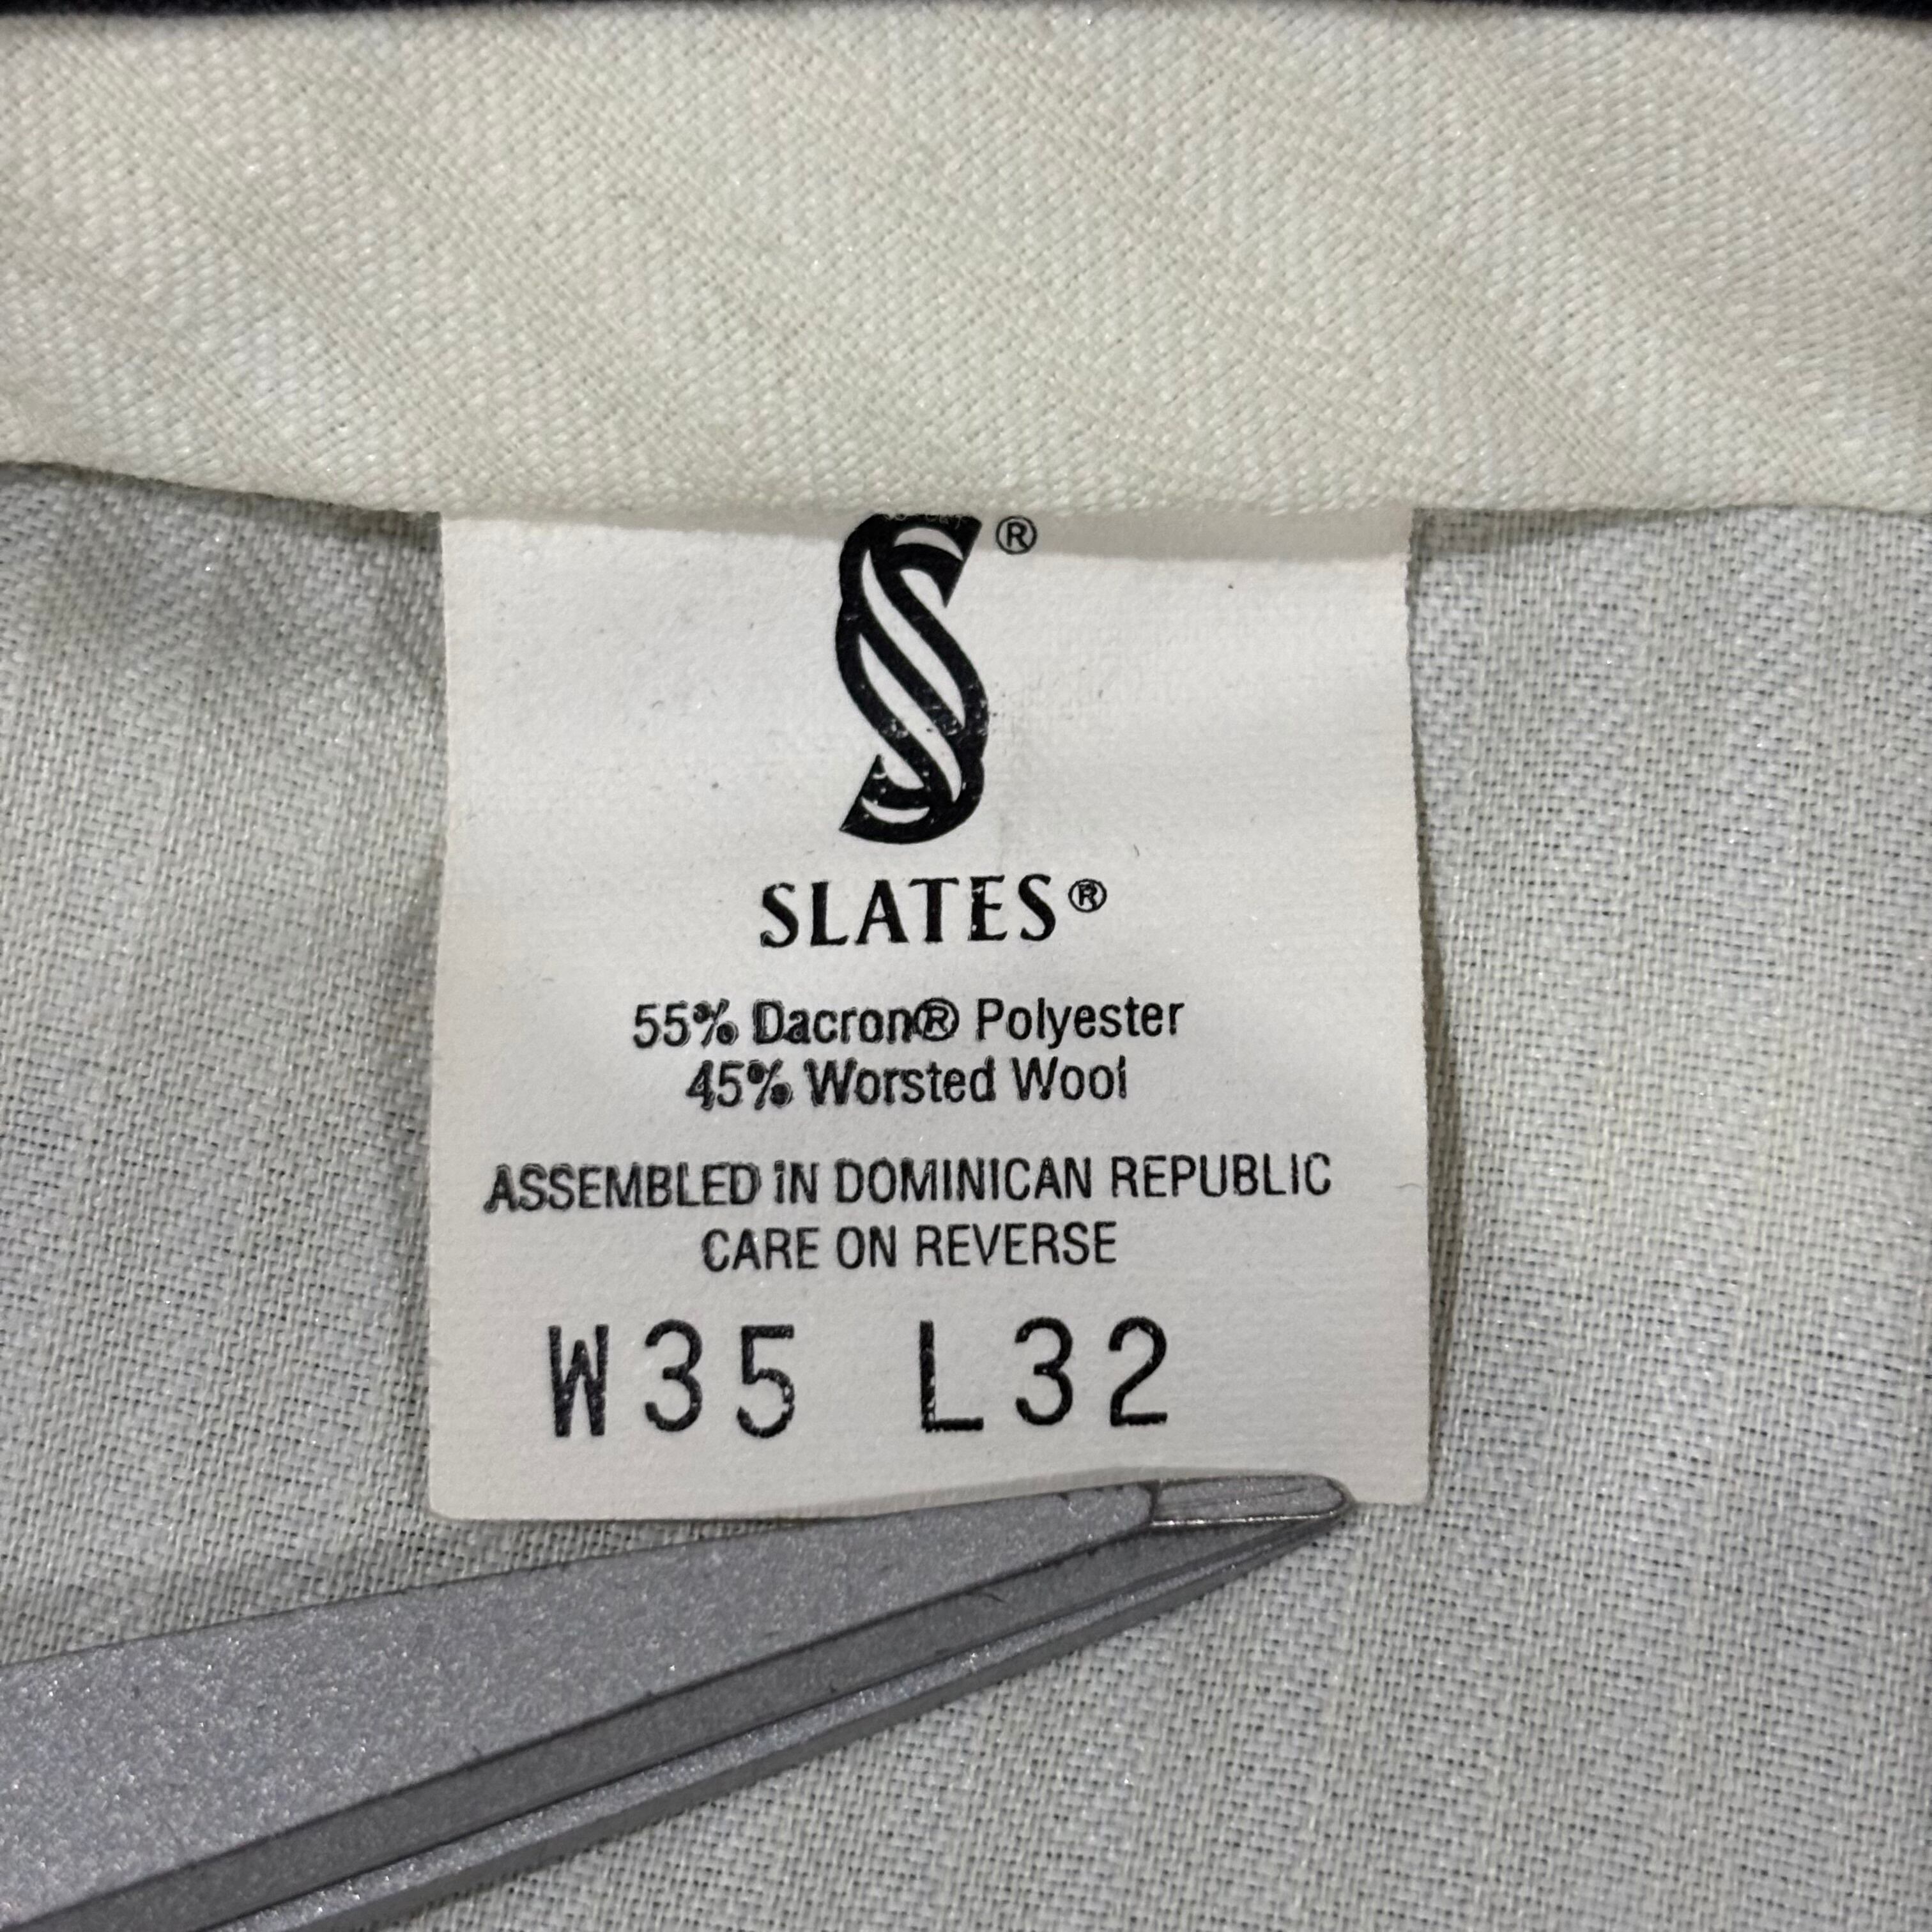 ®
SLATES®
55% Dacron® Polyester
45% Worsted Wool
ASSEMBLED IN DOMINICAN REPUBLIC
CARE ON REVERSE
W35 L32